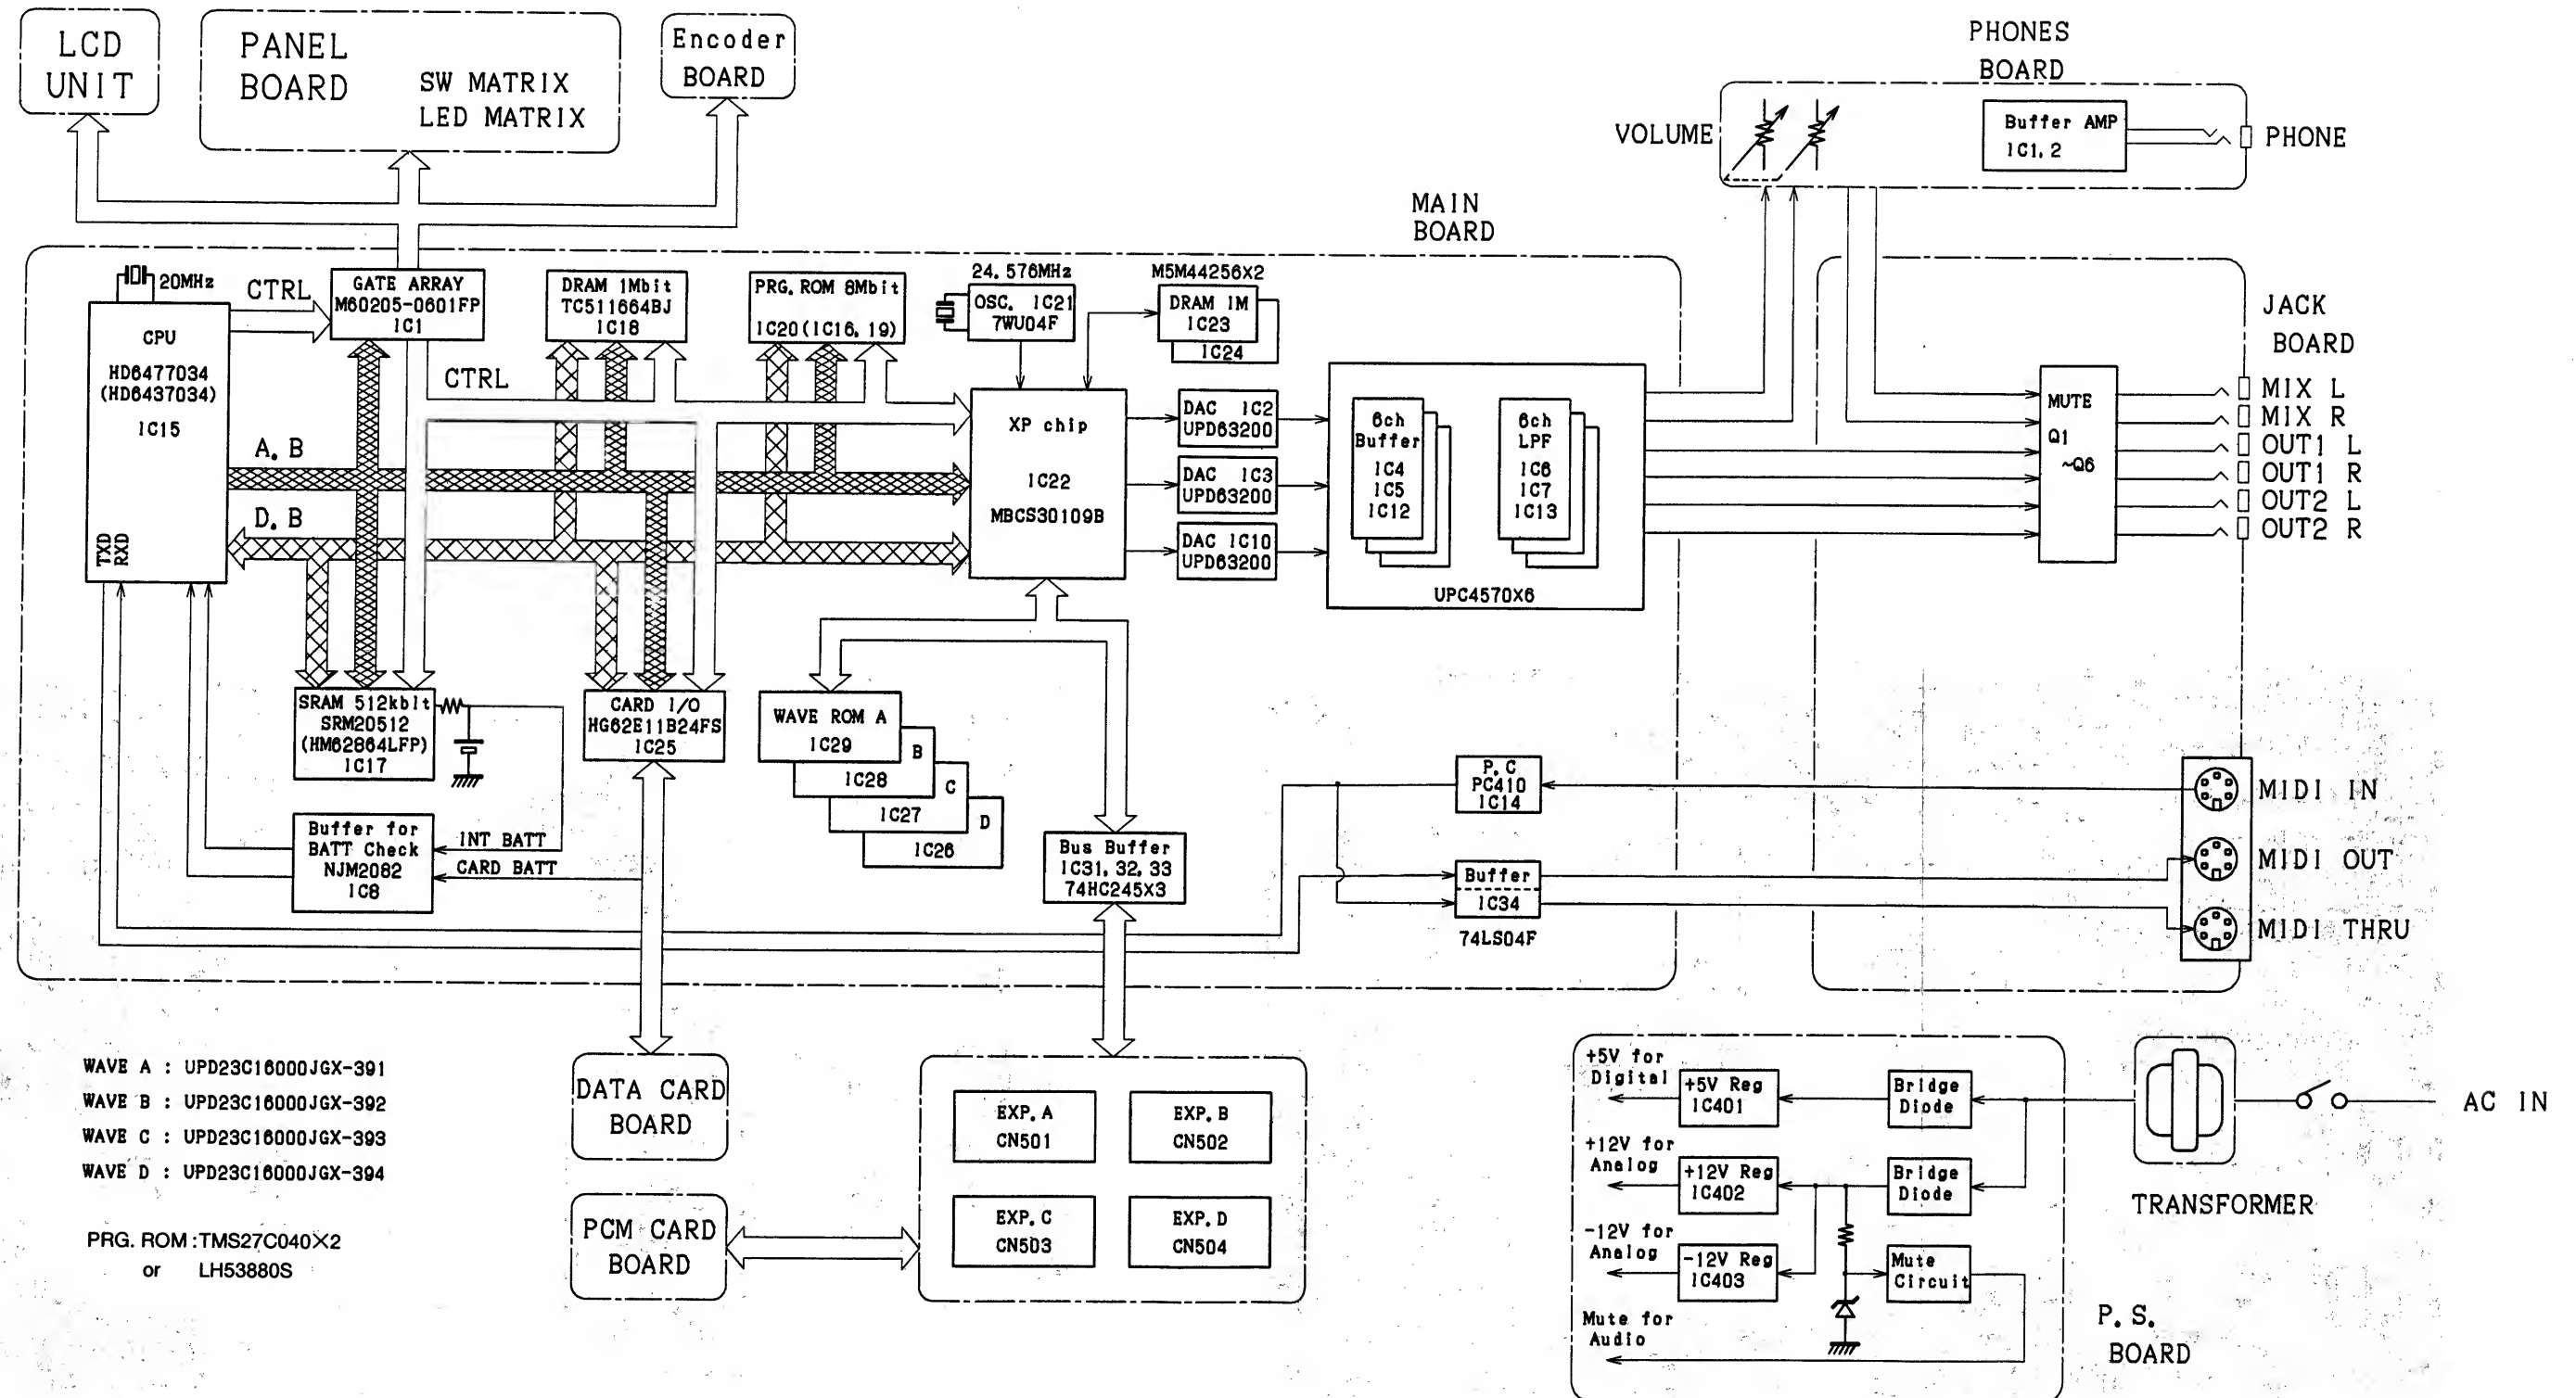 LCD
UNIT
PANEL
BOARD
SW MATRIX
LED MATRIX
Encoder
BOARD
PHONES
BOARD
VOLUME
Buffer AMP
IC1, 2
PHONE
MAIN
BOARD
20MHz
CTRL
GATE ARRAY
M60205-0601FP
IC1
DRAM 1Mbit
TC511664BJ
IC18
PRG. ROM 8Mbit
IC20(IC16, 19)
24. 576MHz
OSC. IC21
7WU04F
M5M44256X2
DRAM 1M
IC23
IC24
JACK
BOARD
CPU
HD6477034
(HD6437034)
IC15
TXD
RXD
CTRL
A. B
D. B
XP chip
IC22
MBCS30109B
DAC IC2
UPD63200
DAC IC3
UPD63200
DAC IC10
UPD63200
6ch
Buffer
IC4
IC5
IC12
6ch
LPF
IC6
IC7
IC13
UPC4570X6
MUTE
Q1
~Q6
MIX L
MIX R
OUT1 L
OUT1 R
OUT2 L
OUT2 R
SRAM 512kbit
SRM20512
(HM62864LFP)
IC17
CARD I/O
HG62E11B24FS
IC25
WAVE ROM A
IC29
B
IC28
C
IC27
D
IC26
P. C
PC410
IC14
MIDI IN
Buffer for
BATT Check
NJM2082
IC8
INT BATT
CARD BATT
Bus Buffer
IC31, 32, 33
74HC245X3
Buffer
IC34
74LS04F
MIDI OUT
MIDI THRU
WAVE A : UPD23C16000JGX-391
WAVE B : UPD23C16000JGX-392
WAVE C : UPD23C16000JGX-393
WAVE D : UPD23C16000JGX-394
PRG. ROM :TMS27C040X2
or LH53880S
DATA CARD
BOARD
PCM CARD
BOARD
EXP. A
CN501
EXP. B
CN502
EXP. C
CN503
EXP. D
CN504
+5V for
Digital
+5V Reg
IC401
Bridge
Diode
+12V for
Analog
+12V Reg
IC402
Bridge
Diode
-12V for
Analog
-12V Reg
IC403
Mute
Circuit
Mute for
Audio
P. S.
BOARD
TRANSFORMER
AC IN